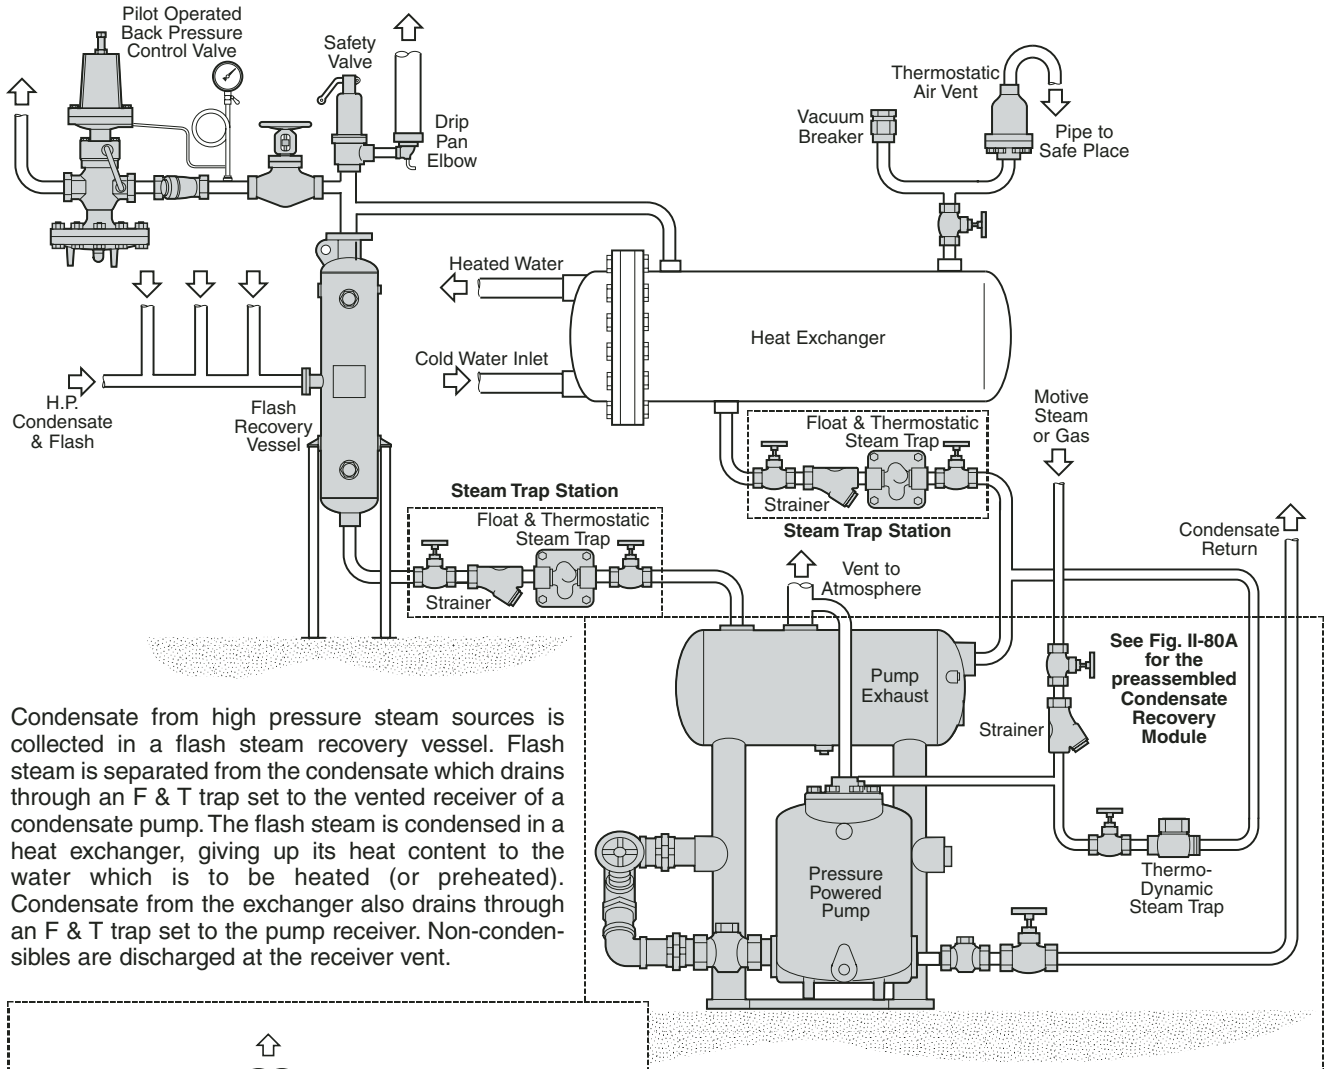 Pilot Operated
Back Pressure
Control Valve
Safety
Valve
Drip
Pan
Elbow
Thermostatic
Air Vent
Vacuum
Breaker
Pipe to
Safe Place
Heated Water
Heat Exchanger
Cold Water Inlet
H.P.
Condensate
& Flash
Flash
Recovery
Vessel
Motive
Steam
or Gas
Float & Thermostatic
Steam Trap
Strainer
Steam Trap Station
Steam Trap Station
Float & Thermostatic
Steam Trap
Strainer
Condensate
Return
Vent to
Atmosphere
Pump
Exhaust
See Fig. II-80A
for the
preassembled
Condensate
Recovery
Module
Strainer
Thermo-
Dynamic
Steam Trap
Pressure
Powered
Pump
Condensate from high pressure steam sources is
collected in a flash steam recovery vessel. Flash
steam is separated from the condensate which drains
through an F & T trap set to the vented receiver of a
condensate pump. The flash steam is condensed in a
heat exchanger, giving up its heat content to the
water which is to be heated (or preheated).
Condensate from the exchanger also drains through
an F & T trap set to the pump receiver. Non-conden-
sibles are discharged at the receiver vent.